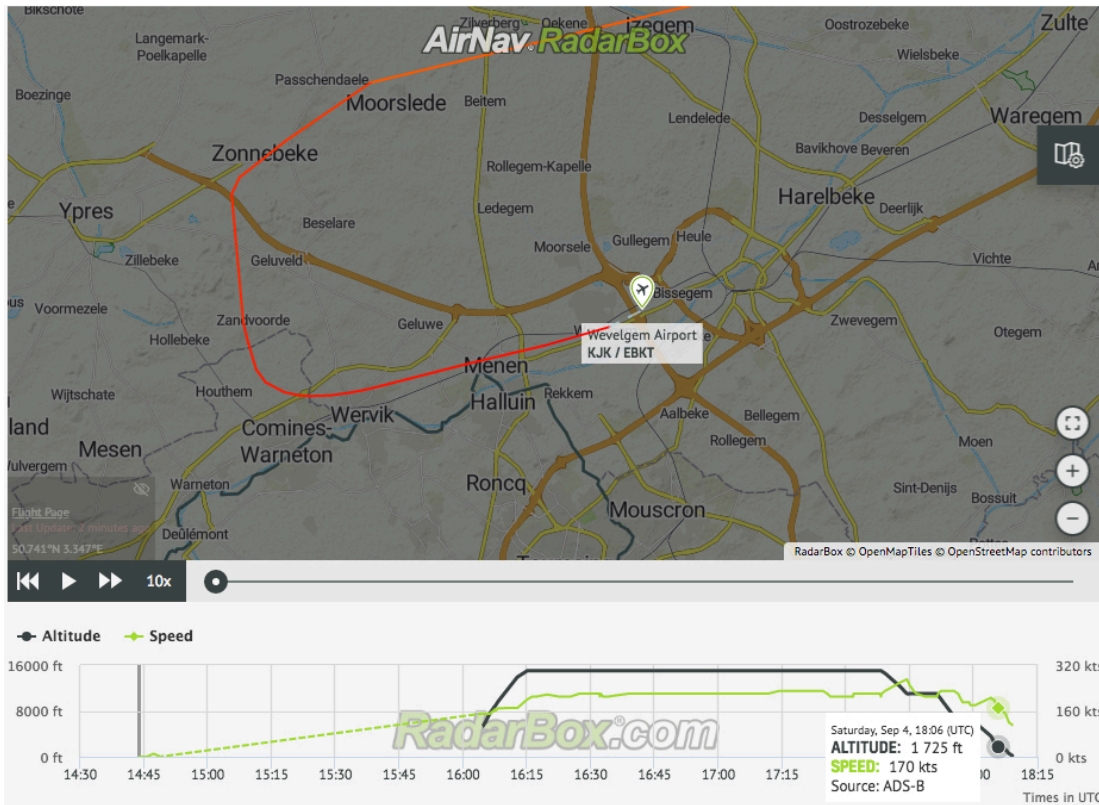 Bikschote
Zilverberg
Oekene
Izegem
Oostrozebeke
Zulte
Langemark-
Poelkapelle
AirNav RadarBox
Wielsbeke
Passchendaele
Boezinge
Moorslede
Beitem
Lendelede
Desselgem
Waregem
Zonnebeke
Rollegem-Kapelle
Bavikhove
Beveren
Ypres
Ledegem
Harelbeke
Deerlijk
Beselare
Moorsele
Gullegem
Heule
Zillebeke
Geluveld
Vichte
Bissegem
Voormezele
Zandvoorde
Geluwe
Zwevegem
Otegem
Hollebeke
Wevelgem Airport
KJK / EBKT
Menen
Wijtschate
Houthem
Halluin
Rekkem
Wervik
Aalbeke
Bellegem
Comines-
Warneton
Rollegem
Moen
Mesen
Warneton
Roncq
Sint-Denijs
Bossuit
Mouscron
Flight Page
Last Update: 2 minutes ago
Deûlémont
50.741°N 3.347°E
RadarBox © OpenMapTiles © OpenStreetMap contributors
10x
Altitude
Speed
16000 ft
320 kts
8000 ft
160 kts
RadarBox.com
Saturday, Sep 4, 18:06 (UTC)
ALTITUDE: 1 725 ft
SPEED: 170 kts
Source: ADS-B
0 ft
0 kts
14:30 14:45 15:00 15:15 15:30 15:45 16:00 16:15 16:30 16:45 17:00 17:15 18:15
Times in UTC